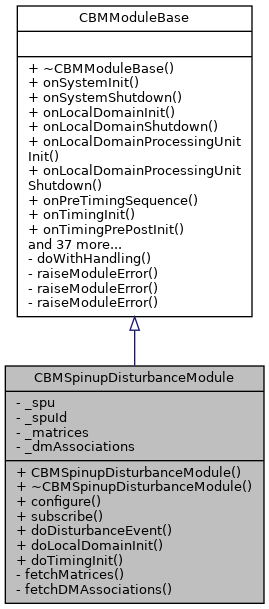 CBMModuleBase
+ ~CBMModuleBase()
+ onSystemInit()
+ onSystemShutdown()
+ onLocalDomainInit()
+ onLocalDomainShutdown()
+ onLocalDomainProcessingUnit
Init()
+ onLocalDomainProcessingUnit
Shutdown()
+ onPreTimingSequence()
+ onTimingInit()
+ onTimingPrePostInit()
and 37 more...
- doWithHandling()
- raiseModuleError()
- raiseModuleError()
- raiseModuleError()
CBMSpinupDisturbanceModule
- _spu
- _spuId
- _matrices
- _dmAssociations
+ CBMSpinupDisturbanceModule()
+ ~CBMSpinupDisturbanceModule()
+ configure()
+ subscribe()
+ doDisturbanceEvent()
+ doLocalDomainInit()
+ doTimingInit()
- fetchMatrices()
- fetchDMAssociations()